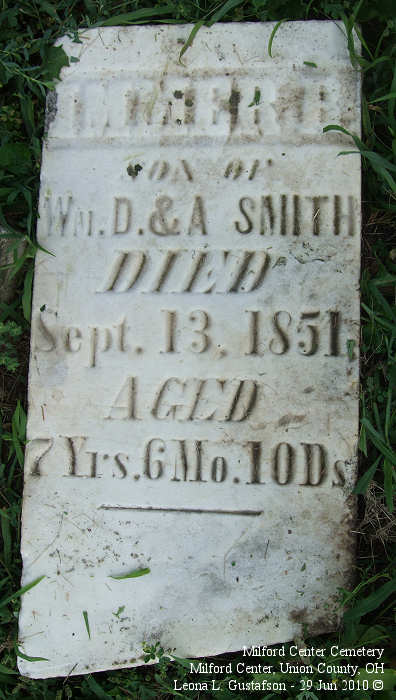 SON OF
Wm. D. & A SMITH
DIED
Sept. 13, 1851.
AGED
7 Yrs. 6 Mo. 10 Ds.
Milford Center Cemetery
Milford Center, Union County, OH
Leona L. Gustafson - 29 Jun 2010 ©